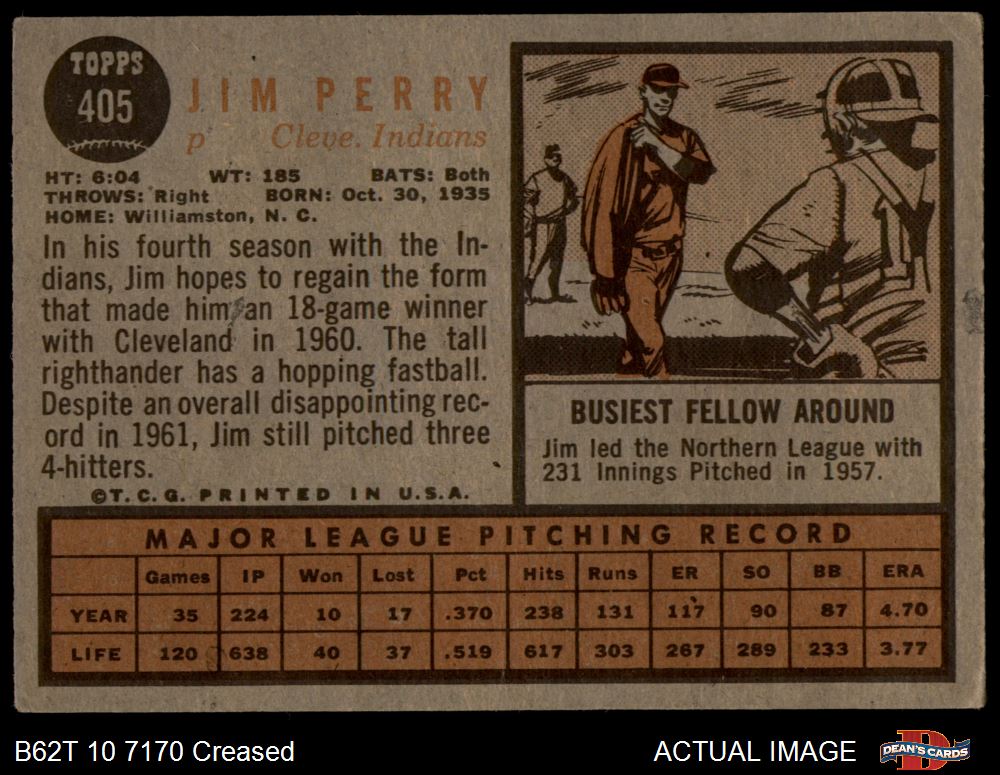 TOPPS
405
JIM PERRY
p Cleve. Indians
HT: 6:04 WT: 185 BATS: Both
THROWS: Right BORN: Oct. 30, 1935
HOME: Williamston, N. C.
In his fourth season with the In-
dians, Jim hopes to regain the form
that made him an 18-game winner
with Cleveland in 1960. The tall
righthander has a hopping fastball.
Despite an overall disappointing rec-
ord in 1961, Jim still pitched three
4-hitters.
©T.C.G. PRINTED IN U.S.A.
BUSIEST FELLOW AROUND
Jim led the Northern League with
231 Innings Pitched in 1957.
MAJOR LEAGUE PITCHING RECORD
Games IP Won Lost Pct Hits Runs ER SO BB ERA
YEAR 35 224 10 17 .370 238 131 117 90 87 4.70
LIFE 120 638 40 37 .519 617 303 267 289 233 3.77
B62T 10 7170 Creased
ACTUAL IMAGE
DEAN'S CARDS